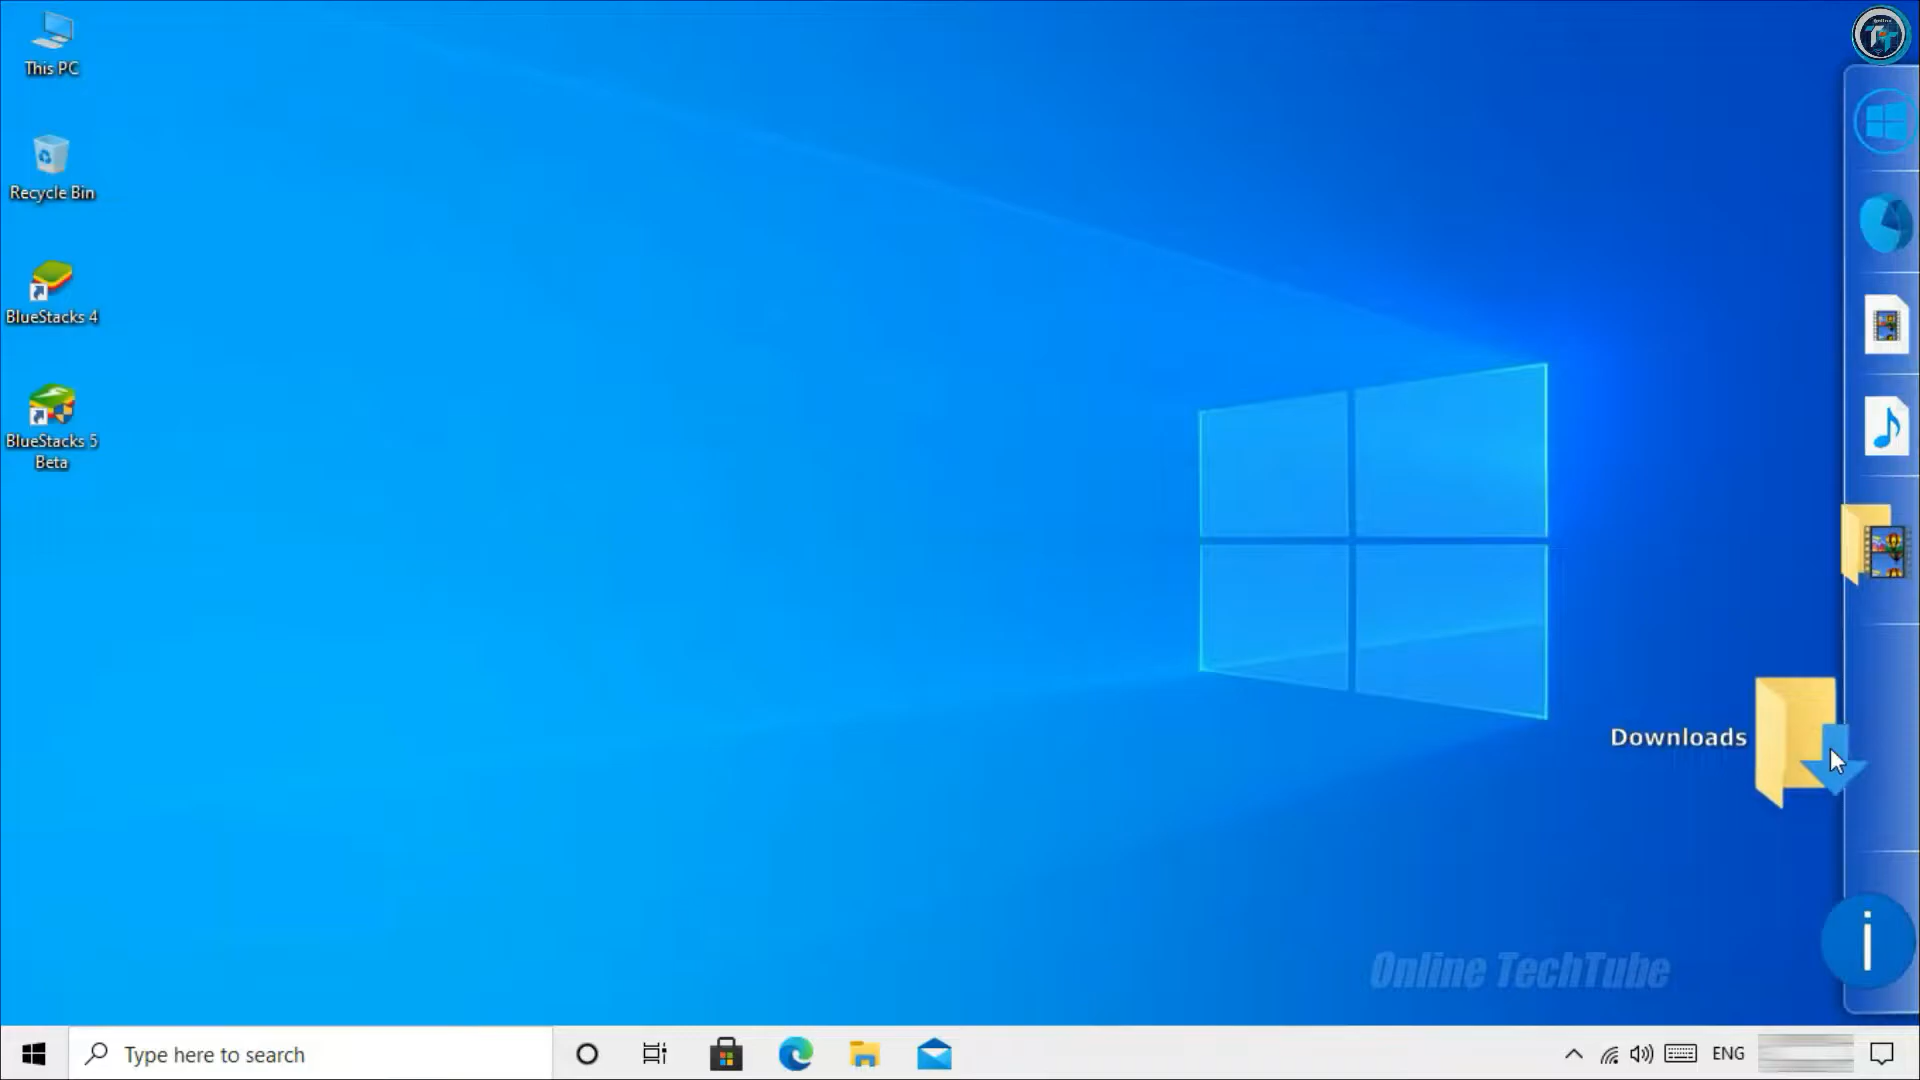 This PC
Recycle Bin
BlueStacks 4
BlueStacks 5
Beta
Downloads
Online TechTube
Type here to search
ENG